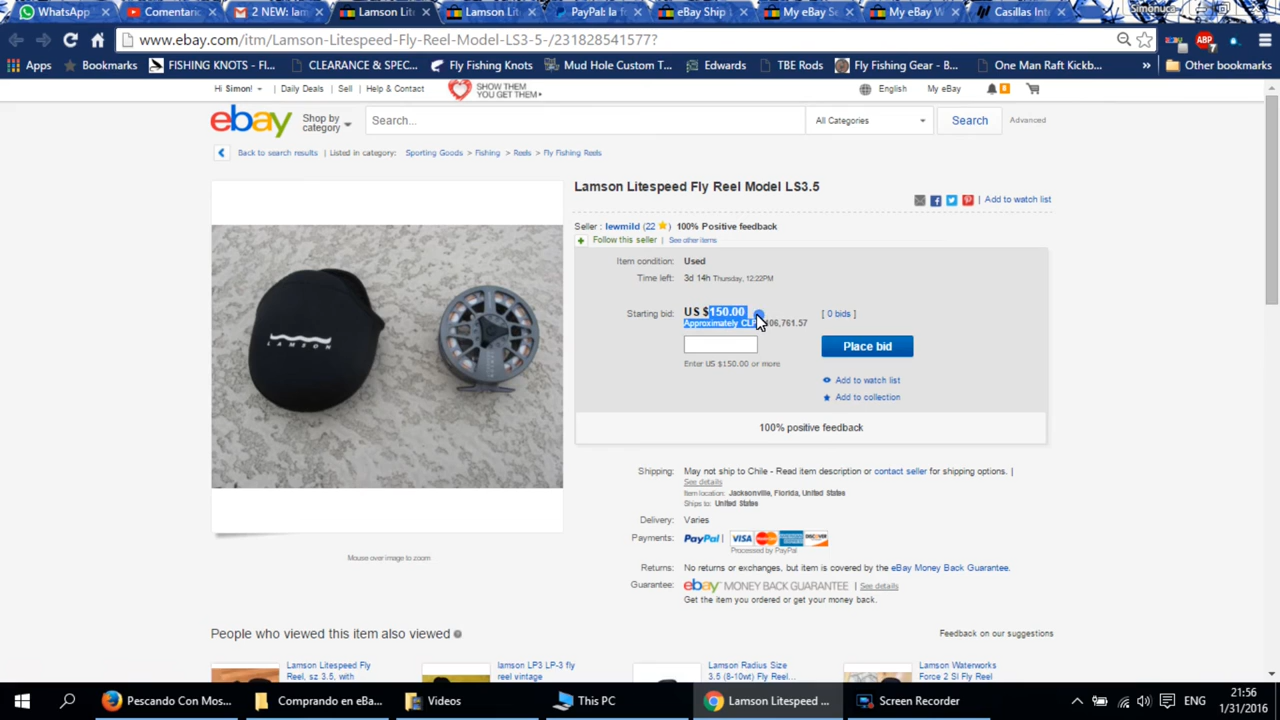 WhatsApp
Comentario
2 NEW: lam
Lamson Lit
Lamson Lit
PayPal: la fo
eBay Ship
My eBay Se
My eBay W
Casillas Inte
Simonuca
www.ebay.com/itm/Lamson-Litespeed-Fly-Reel-Model-LS3-5-/231828541577?
ABP
7
Apps
Bookmarks
FISHING KNOTS - Fl...
CLEARANCE & SPEC...
Fly Fishing Knots
Mud Hole Custom T...
Edwards
TBE Rods
Fly Fishing Gear - B...
One Man Raft Kickb...
»
Other bookmarks
Hi Simon!
Daily Deals
Sell
Help & Contact
SHOW THEM
YOU GET THEM
English
My eBay
8
ebay
Shop by
category
Search...
All Categories
Search
Advanced
Back to search results | Listed in category: Sporting Goods > Fishing > Reels > Fly Fishing Reels
Lamson Litespeed Fly Reel Model LS3.5
| Add to watch list
Seller : lewmild (22 ) 100% Positive feedback
Follow this seller | See other items
Item condition: Used
Time left: 3d 14h Thursday, 12:22PM
Starting bid: US $150.00 [ 0 bids ]
Approximately CLP 106,761.57
Place bid
Enter US $150.00 or more
Add to watch list
Add to collection
100% positive feedback
LAMSON
Shipping: May not ship to Chile - Read item description or contact seller for shipping options. |
See details
Item location: Jacksonville, Florida, United States
Ships to: United States
Delivery: Varies
Payments: PayPal | VISA MasterCard DISCOVER
Processed by PayPal
Returns: No returns or exchanges, but item is covered by the eBay Money Back Guarantee.
Guarantee: ebay MONEY BACK GUARANTEE | See details
Get the item you ordered or get your money back.
Mouse over image to zoom
People who viewed this item also viewed
Feedback on our suggestions
Lamson Litespeed Fly
Reel, sz 3.5, with
lamson LP3 LP-3 fly
reel vintage
Lamson Radius Size
3.5 (8-10wt) Fly Reel...
Lamson Waterworks
Force 2 Sl Fly Reel
Pescando Con Mos...
Comprando en eBa...
Videos
This PC
Lamson Litespeed ...
Screen Recorder
ENG
21:56
1/31/2016